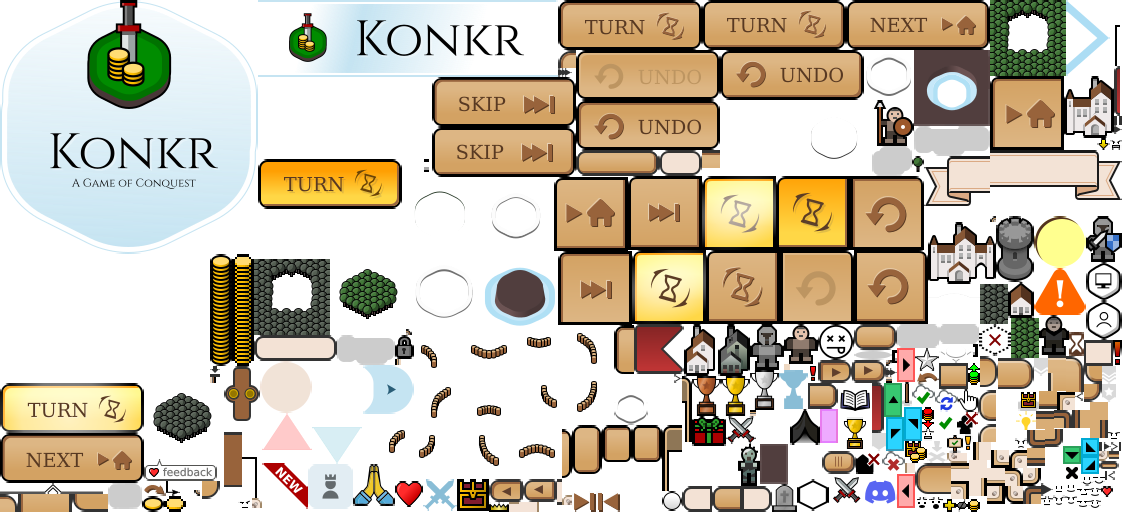 KONKR
A GAME OF CONQUEST
KONKR
TURN
TURN
NEXT
UNDO
UNDO
SKIP
UNDO
SKIP
TURN
TURN
NEXT
feedback
NEW